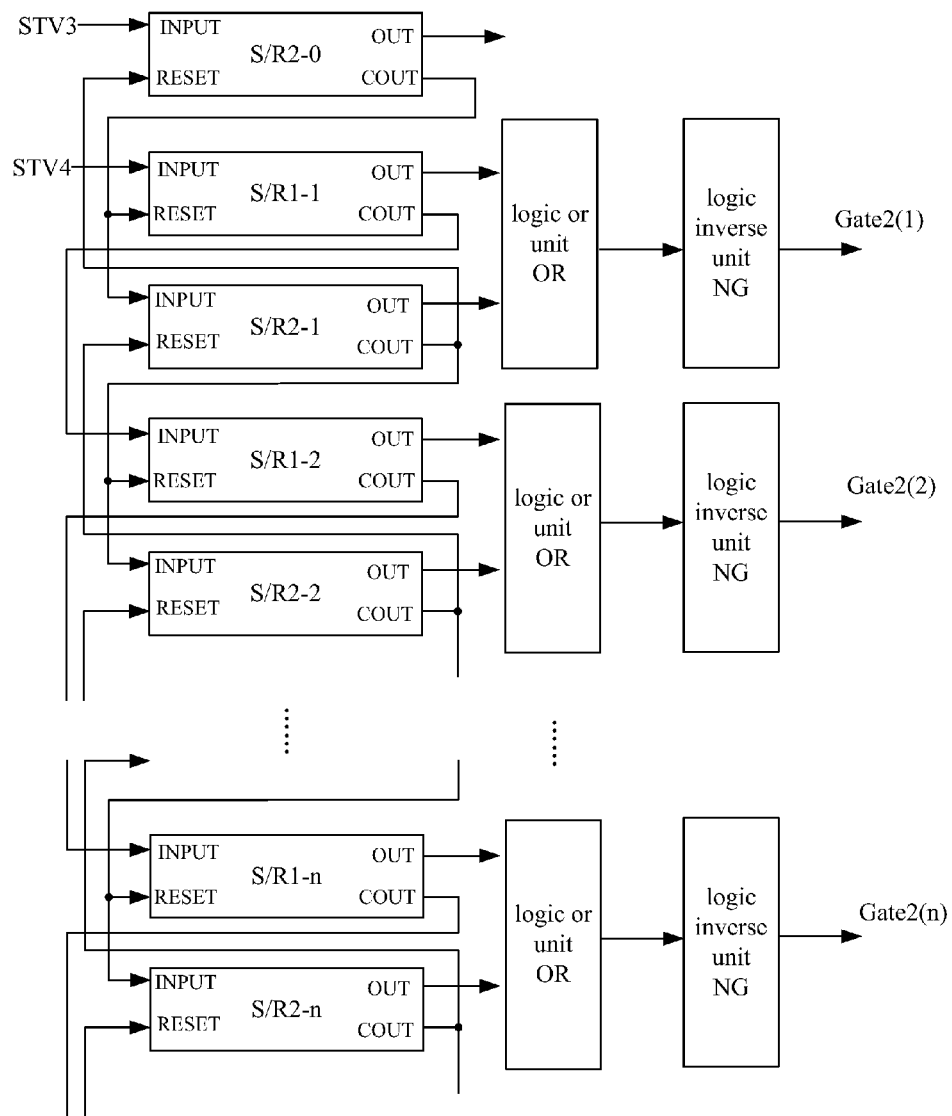 STV3
INPUT
OUT
S/R2-0
RESET
COUT
STV4
INPUT
OUT
S/R1-1
RESET
COUT
logic or
unit
OR
logic
inverse
unit
NG
Gate2(1)
INPUT
OUT
S/R2-1
RESET
COUT
INPUT
OUT
S/R1-2
RESET
COUT
logic or
unit
OR
logic
inverse
unit
NG
Gate2(2)
INPUT
OUT
S/R2-2
RESET
COUT
INPUT
OUT
S/R1-n
RESET
COUT
logic or
unit
OR
logic
inverse
unit
NG
Gate2(n)
INPUT
OUT
S/R2-n
RESET
COUT